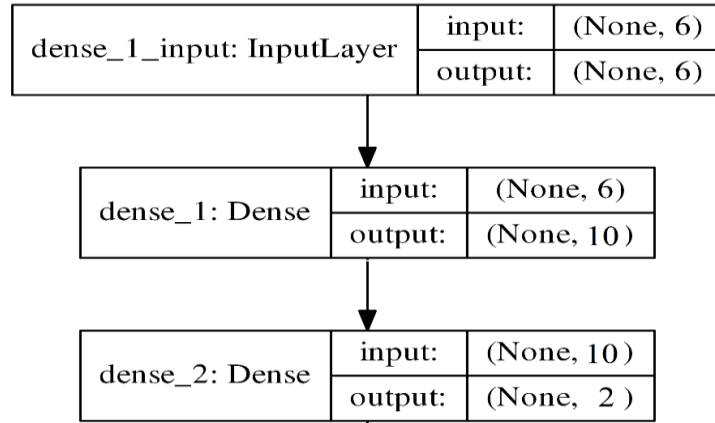 dense_1_input: InputLayer
input: (None, 6)
output: (None, 6)
dense_1: Dense
input: (None, 6)
output: (None, 10 )
dense_2: Dense
input: (None, 10 )
output: (None, 2 )